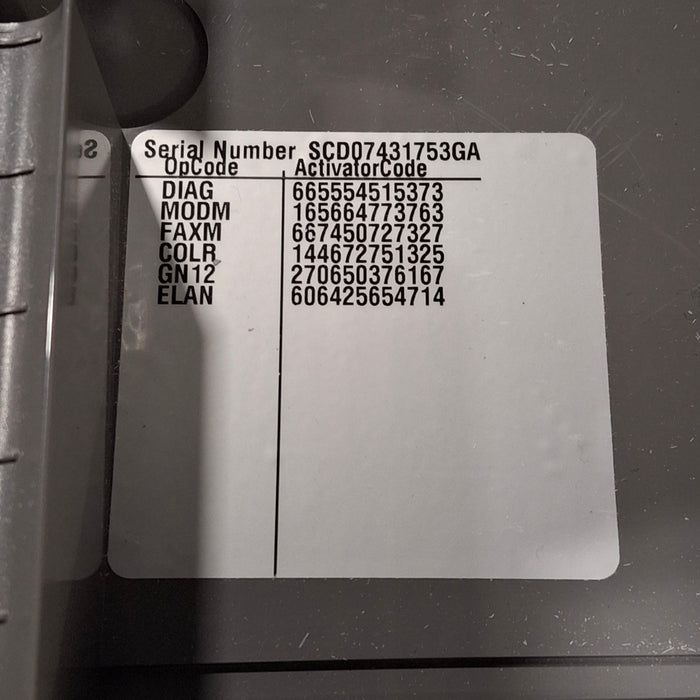 Serial Number SCD07431753GA
OpCode ActivatorCode
DIAG 665554515373
MODM 165664773763
FAXM 667450727327
COLR 144672751325
GN12 270650376167
ELAN 606425654714